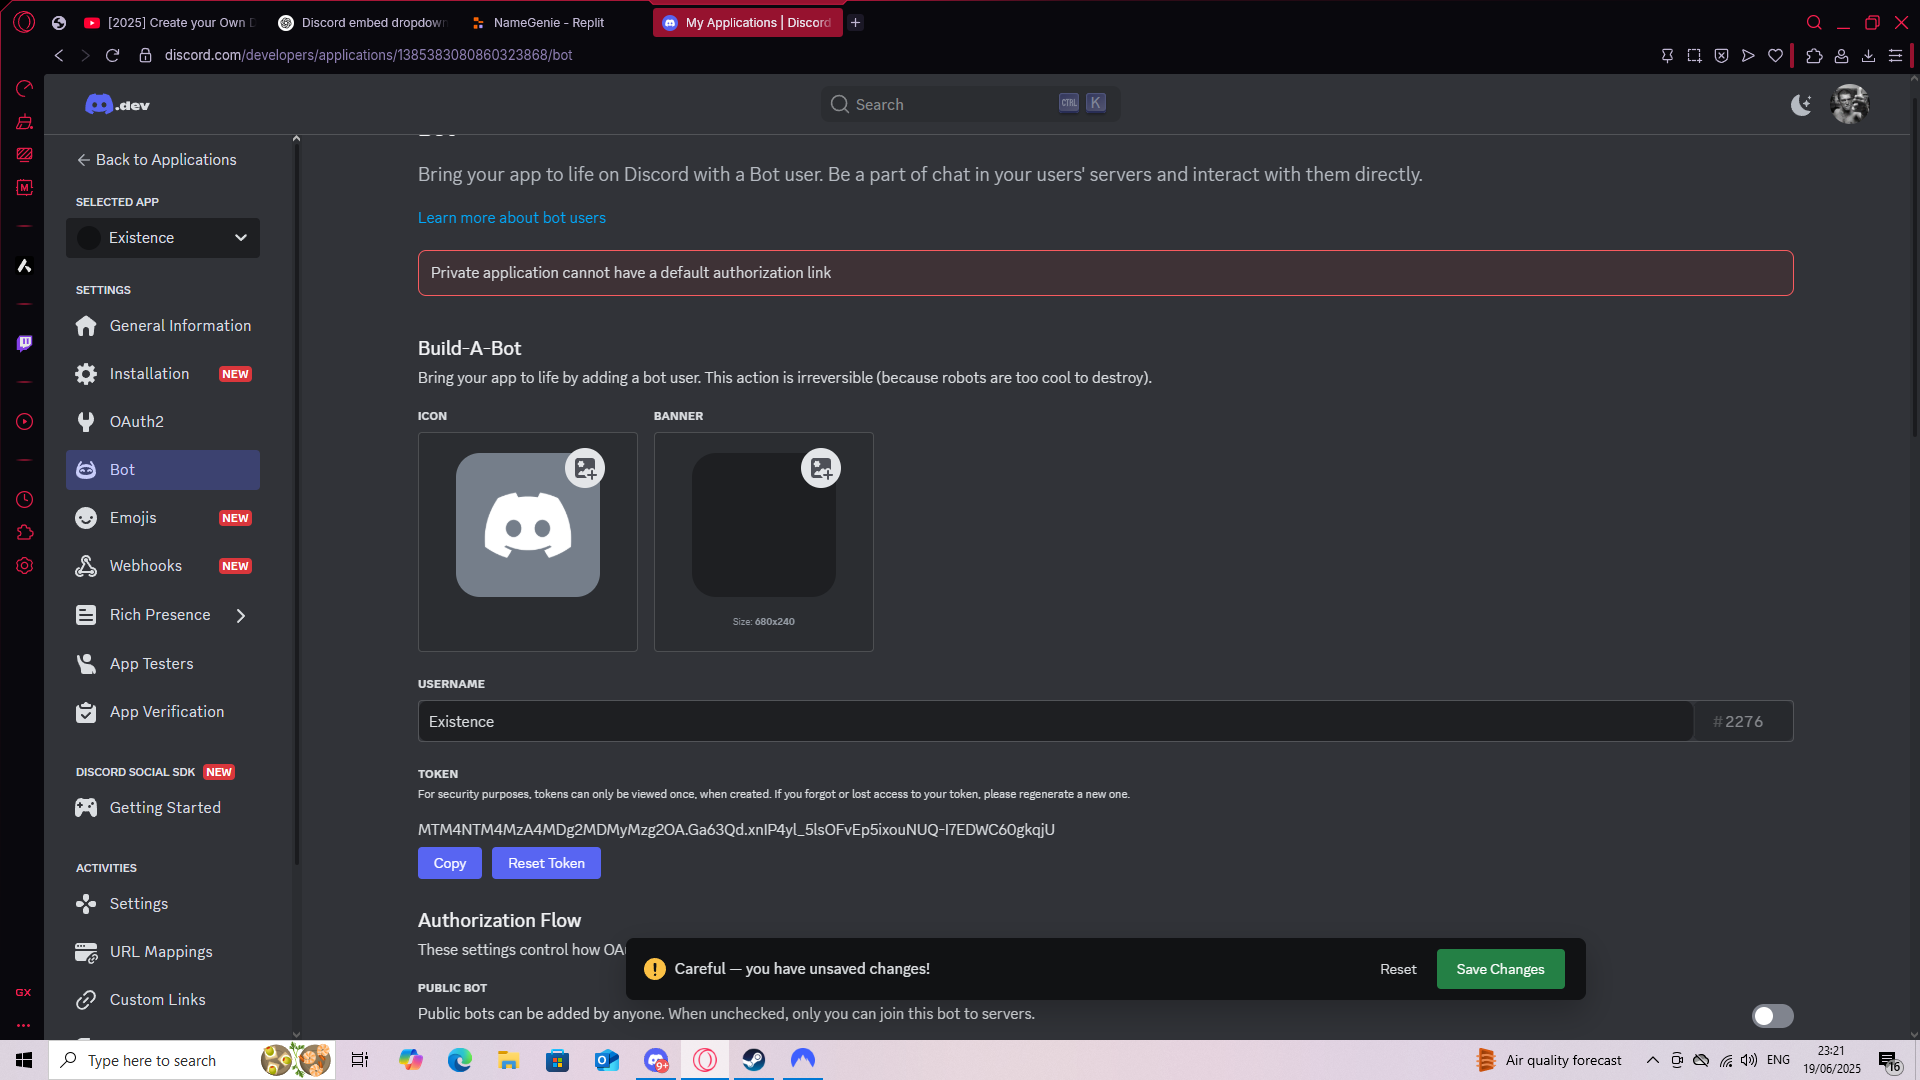 [2025] Create your Own
Discord embed dropdown
NameGenie - Replit
My Applications | Discord
discord.com/developers/applications/1385383080860323868/bot
.dev
Search
CTRL
K
Back to Applications
SELECTED APP
Existence
SETTINGS
General Information
Installation NEW
OAuth2
Bot
Emojis NEW
Webhooks NEW
Rich Presence
App Testers
App Verification
DISCORD SOCIAL SDK NEW
Getting Started
ACTIVITIES
Settings
URL Mappings
Custom Links
Bring your app to life on Discord with a Bot user. Be a part of chat in your users' servers and interact with them directly.
Learn more about bot users
Private application cannot have a default authorization link
Build-A-Bot
Bring your app to life by adding a bot user. This action is irreversible (because robots are too cool to destroy).
ICON
BANNER
Size: 680x240
USERNAME
Existence
#2276
TOKEN
For security purposes, tokens can only be viewed once, when created. If you forgot or lost access to your token, please regenerate a new one.
Copy
Reset Token
Authorization Flow
These settings control how
Careful — you have unsaved changes!
Reset
Save Changes
PUBLIC BOT
Public bots can be added by anyone. When unchecked, only you can join this bot to servers.
M
GX
Type here to search
9+
Air quality forecast
ENG
23:21
19/06/2025
16